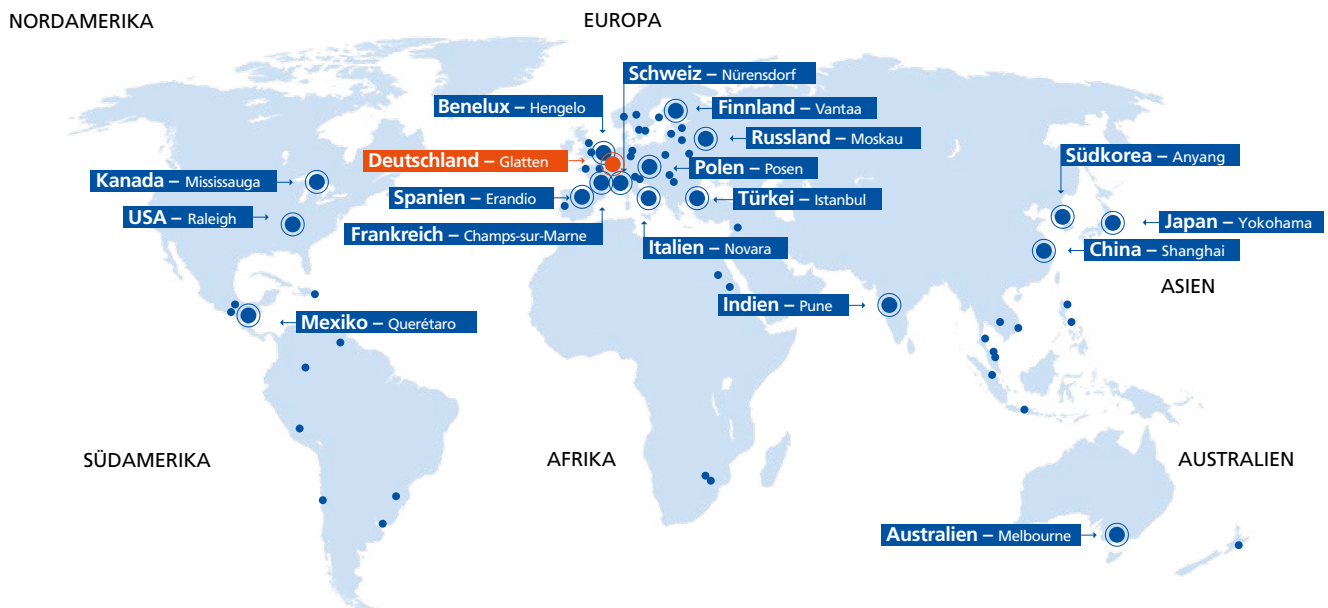 NORDAMERIKA
EUROPA
Schweiz – Nürensdorf
Benelux – Hengelo
Finnland – Vantaa
Russland – Moskau
Deutschland – Glatten
Polen – Posen
Südkorea – Anyang
Kanada – Mississauga
Spanien – Erandio
Türkei – Istanbul
USA – Raleigh
Japan – Yokohama
Frankreich – Champs-sur-Marne
Italien – Novara
China – Shanghai
ASIEN
Indien – Pune
Mexiko – Querétaro
SÜDAMERIKA
AFRIKA
AUSTRALIEN
Australien – Melbourne